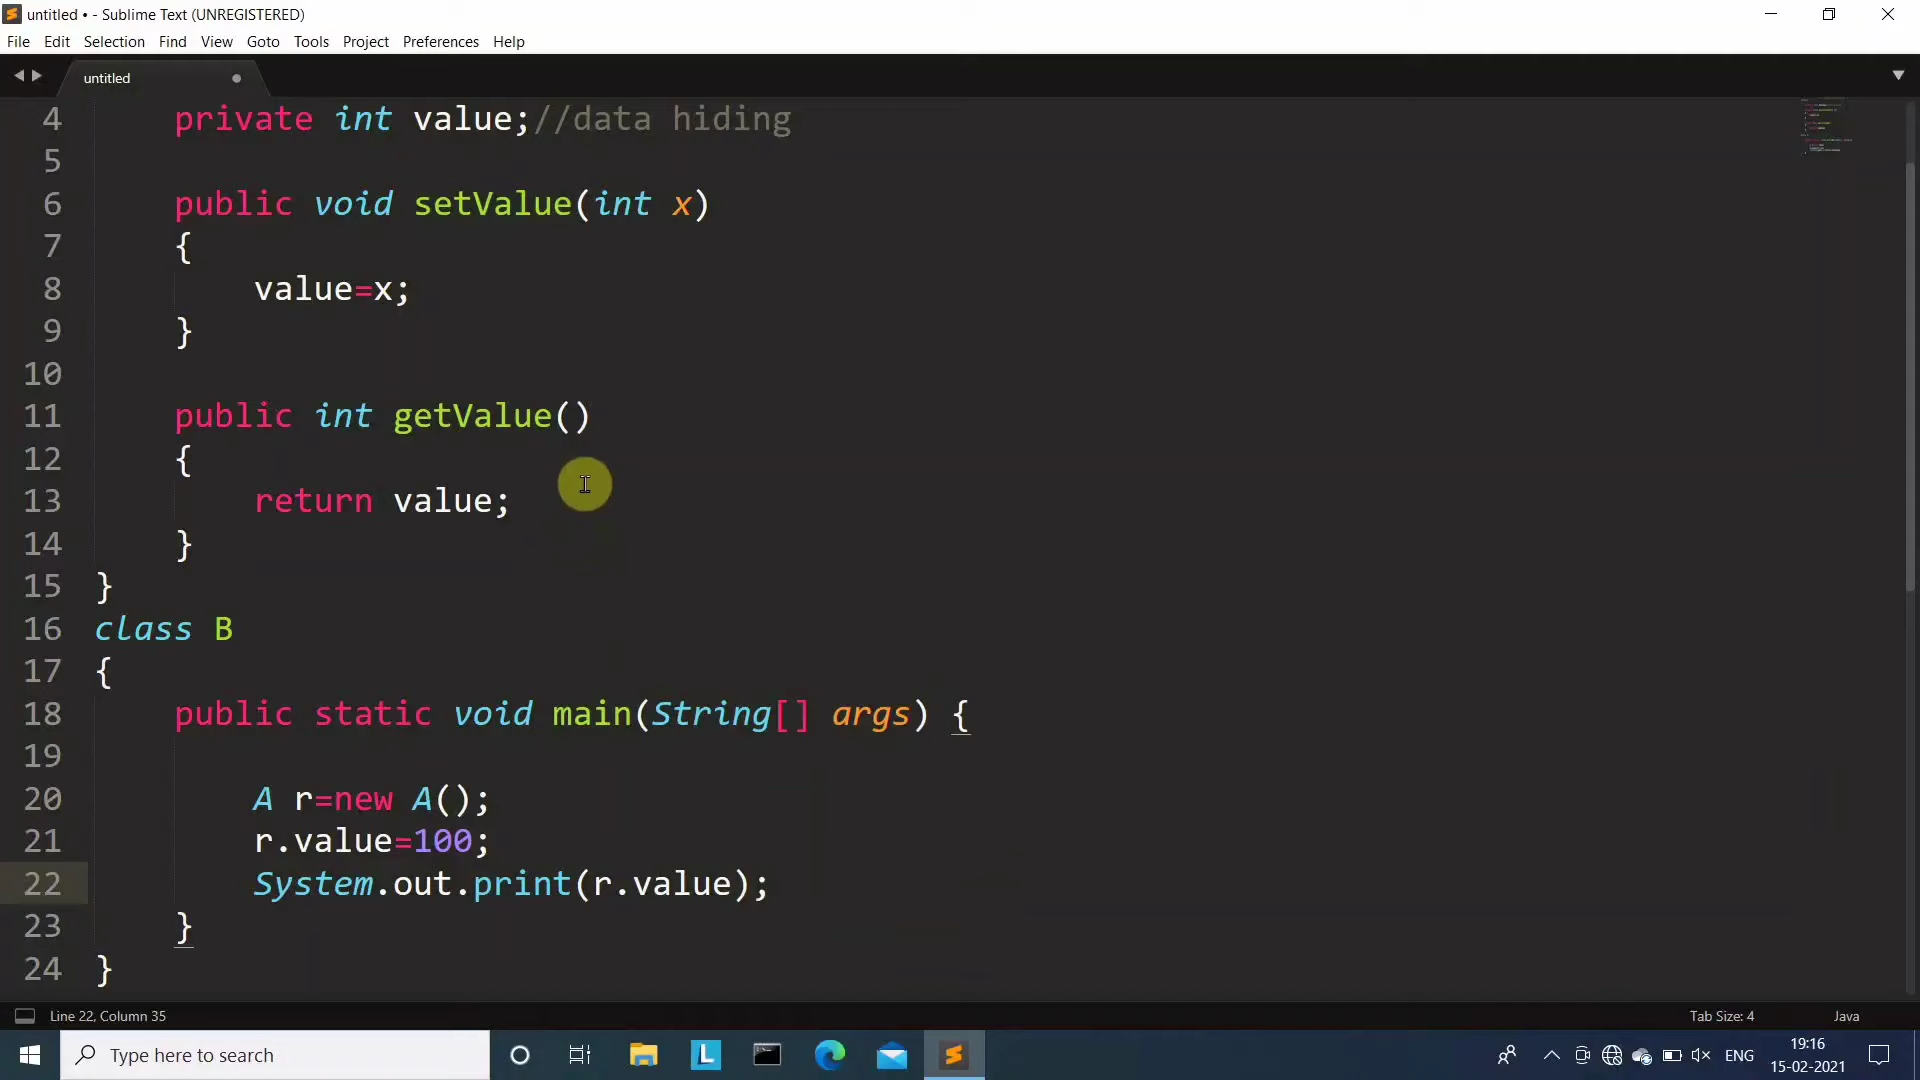 untitled • - Sublime Text (UNREGISTERED)
File Edit Selection Find View Goto Tools Project Preferences Help
untitled
4 private int value;//data hiding
5
6 public void setValue(int x)
7 {
8 value=x;
9 }
10
11 public int getValue()
12 {
13 return value;
14 }
15 }
16 class B
17 {
18 public static void main(String[] args) {
19
20 A r=new A();
21 r.value=100;
22 System.out.print(r.value);
23 }
24 }
Line 22, Column 35 Tab Size: 4 Java
Type here to search L ENG 19:16
15-02-2021